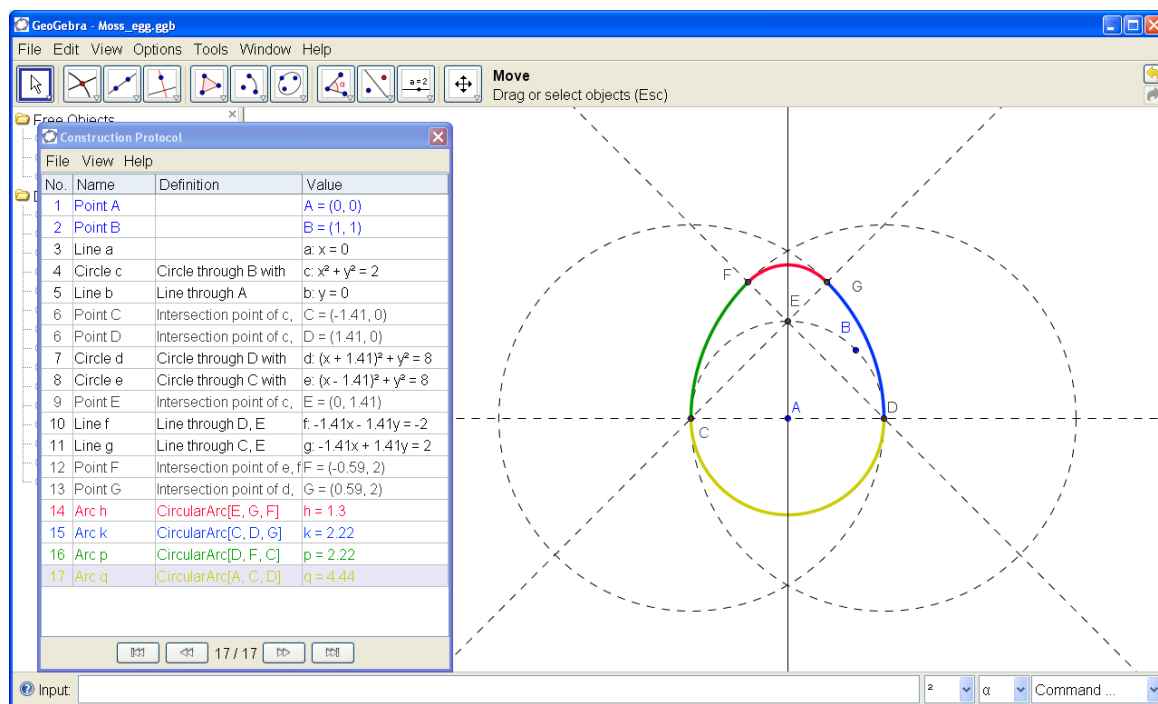 GeoGebra - Moss_egg.ggb
File Edit View Options Tools Window Help
a=2
Move
Drag or select objects (Esc)
Free Objects
Construction Protocol
File View Help
No. Name Definition Value
1 Point A A = (0, 0)
2 Point B B = (1, 1)
3 Line a a: x = 0
4 Circle c Circle through B with c: x² + y² = 2
5 Line b Line through A b: y = 0
6 Point C Intersection point of c, C = (-1.41, 0)
6 Point D Intersection point of c, D = (1.41, 0)
7 Circle d Circle through D with d: (x + 1.41)² + y² = 8
8 Circle e Circle through C with e: (x - 1.41)² + y² = 8
9 Point E Intersection point of c, E = (0, 1.41)
10 Line f Line through D, E f: -1.41x - 1.41y = -2
11 Line g Line through C, E g: -1.41x + 1.41y = 2
12 Point F Intersection point of e, f F = (-0.59, 2)
13 Point G Intersection point of d, G = (0.59, 2)
14 Arc h CircularArc[E, G, F] h = 1.3
15 Arc k CircularArc[C, D, G] k = 2.22
16 Arc p CircularArc[D, F, C] p = 2.22
17 Arc q CircularArc[A, C, D] q = 4.44
17 / 17
F
G
E
B
A
D
C
Input:
²
α
Command ...